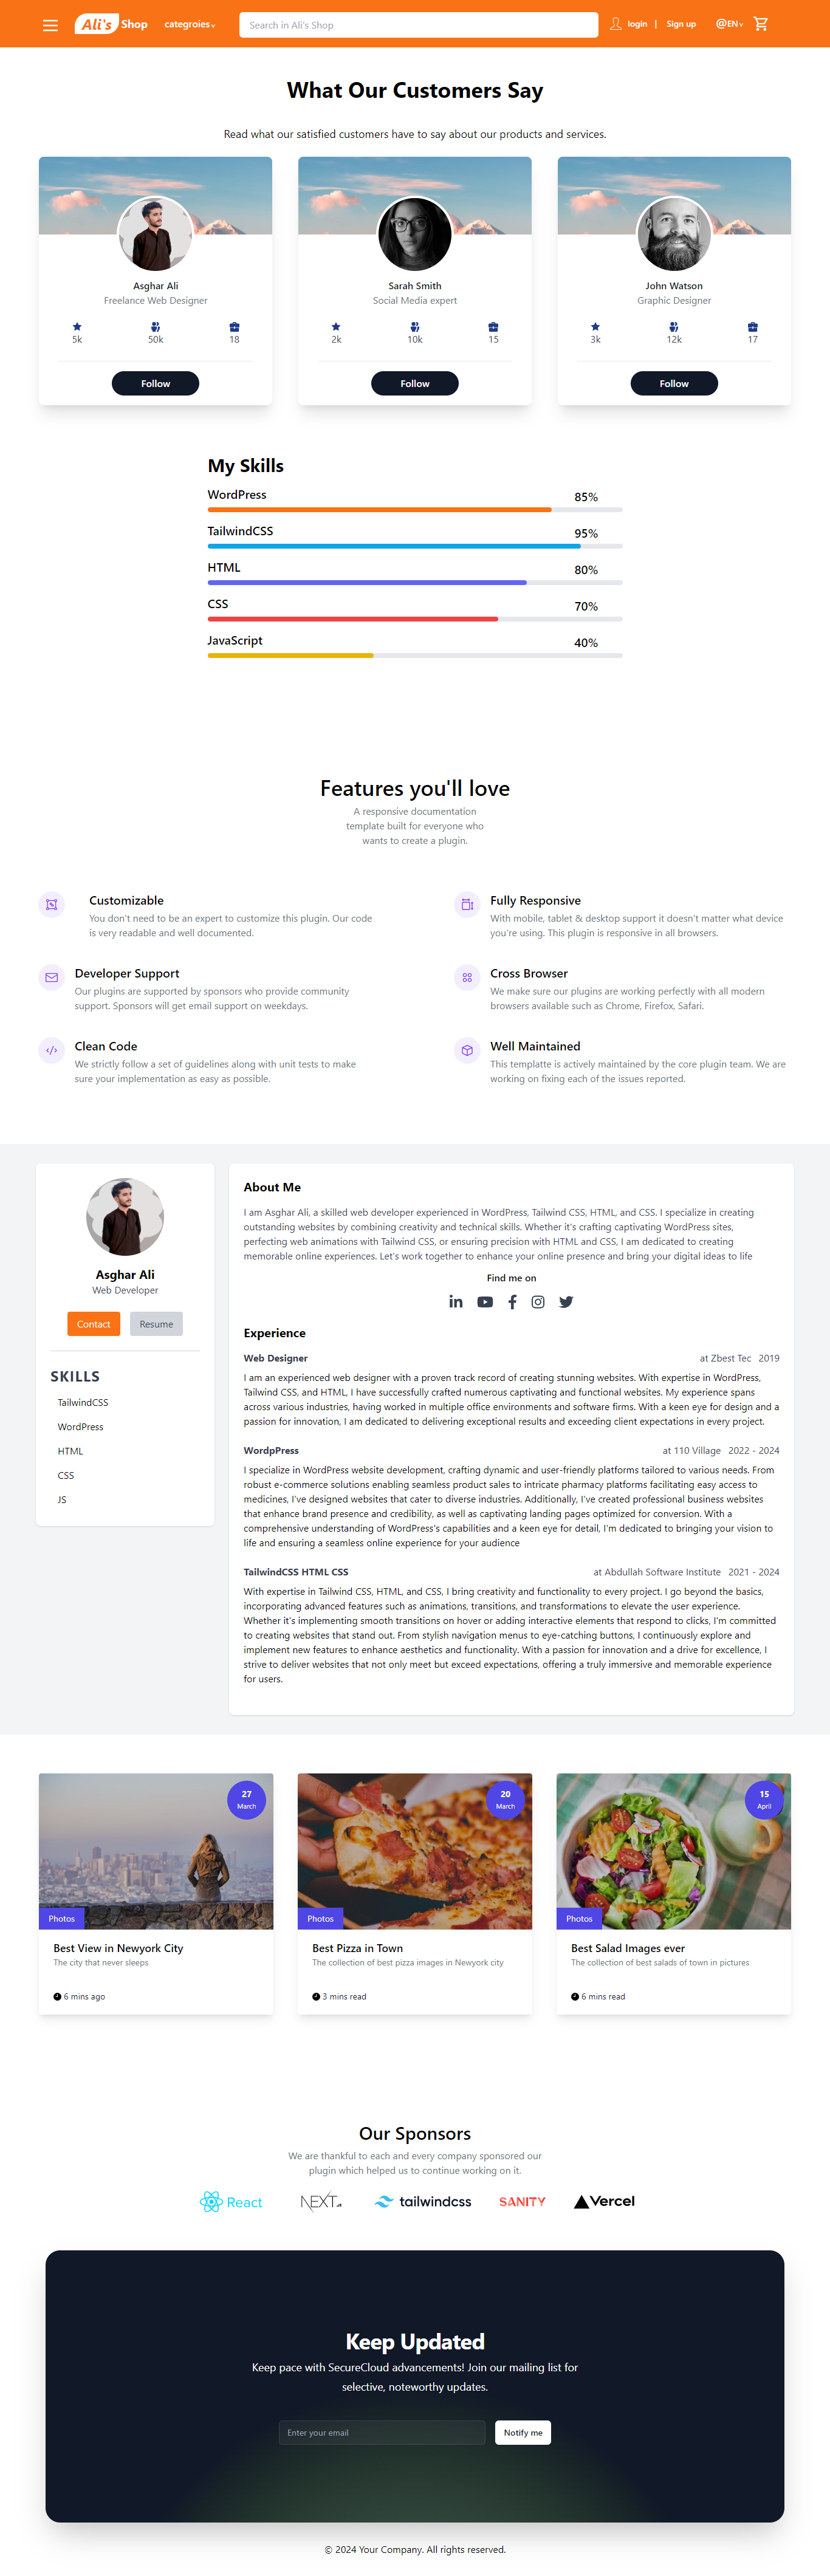 Ali's Shop categroies v Search in Ali's Shop login | Sign up @EN v
What Our Customers Say
Read what our satisfied customers have to say about our products and services.
Asghar Ali
Freelance Web Designer
5k 50k 18
Follow
Sarah Smith
Social Media expert
2k 10k 15
Follow
John Watson
Graphic Designer
3k 12k 17
Follow
My Skills
WordPress 85%
TailwindCSS 95%
HTML 80%
CSS 70%
JavaScript 40%
Features you'll love
A responsive documentation
template built for everyone who
wants to create a plugin.
Customizable
You don't need to be an expert to customize this plugin. Our code
is very readable and well documented.
Fully Responsive
With mobile, tablet & desktop support it doesn't matter what device
you're using. This plugin is responsive in all browsers.
Developer Support
Our plugins are supported by sponsors who provide community
support. Sponsors will get email support on weekdays.
Cross Browser
We make sure our plugins are working perfectly with all modern
browsers available such as Chrome, Firefox, Safari.
Clean Code
We strictly follow a set of guidelines along with unit tests to make
sure your implementation as easy as possible.
Well Maintained
This templatte is actively maintained by the core plugin team. We are
working on fixing each of the issues reported.
Asghar Ali
Web Developer
Contact Resume
SKILLS
TailwindCSS
WordPress
HTML
CSS
JS
About Me
I am Asghar Ali, a skilled web developer experienced in WordPress, Tailwind CSS, HTML, and CSS. I specialize in creating
outstanding websites by combining creativity and technical skills. Whether it's crafting captivating WordPress sites,
perfecting web animations with Tailwind CSS, or ensuring precision with HTML and CSS, I am dedicated to creating
memorable online experiences. Let's work together to enhance your online presence and bring your digital ideas to life
Find me on
Experience
Web Designer at Zbest Tec 2019
I am an experienced web designer with a proven track record of creating stunning websites. With expertise in WordPress,
Tailwind CSS, and HTML, I have successfully crafted numerous captivating and functional websites. My experience spans
across various industries, having worked in multiple office environments and software firms. With a keen eye for design and a
passion for innovation, I am dedicated to delivering exceptional results and exceeding client expectations in every project.
WordpPress at 110 Village 2022 - 2024
I specialize in WordPress website development, crafting dynamic and user-friendly platforms tailored to various needs. From
robust e-commerce solutions enabling seamless product sales to intricate pharmacy platforms facilitating easy access to
medicines, I've designed websites that cater to diverse industries. Additionally, I've created professional business websites
that enhance brand presence and credibility, as well as captivating landing pages optimized for conversion. With a
comprehensive understanding of WordPress's capabilities and a keen eye for detail, I'm dedicated to bringing your vision to
life and ensuring a seamless online experience for your audience
TailwindCSS HTML CSS at Abdullah Software Institute 2021 - 2024
With expertise in Tailwind CSS, HTML, and CSS, I bring creativity and functionality to every project. I go beyond the basics,
incorporating advanced features such as animations, transitions, and transformations to elevate the user experience.
Whether it's implementing smooth transitions on hover or adding interactive elements that respond to clicks, I'm committed
to creating websites that stand out. From stylish navigation menus to eye-catching buttons, I continuously explore and
implement new features to enhance aesthetics and functionality. With a passion for innovation and a drive for excellence, I
strive to deliver websites that not only meet but exceed expectations, offering a truly immersive and memorable experience
for users.
27
March
Photos
Best View in Newyork City
The city that never sleeps
6 mins ago
20
March
Photos
Best Pizza in Town
The collection of best pizza images in Newyork city
3 mins read
15
April
Photos
Best Salad Images ever
The collection of best salads of town in pictures
6 mins read
Our Sponsors
We are thankful to each and every company sponsored our
plugin which helped us to continue working on it.
React NEXT tailwindcss SANITY Vercel
Keep Updated
Keep pace with SecureCloud advancements! Join our mailing list for
selective, noteworthy updates.
Enter your email Notify me
© 2024 Your Company. All rights reserved.